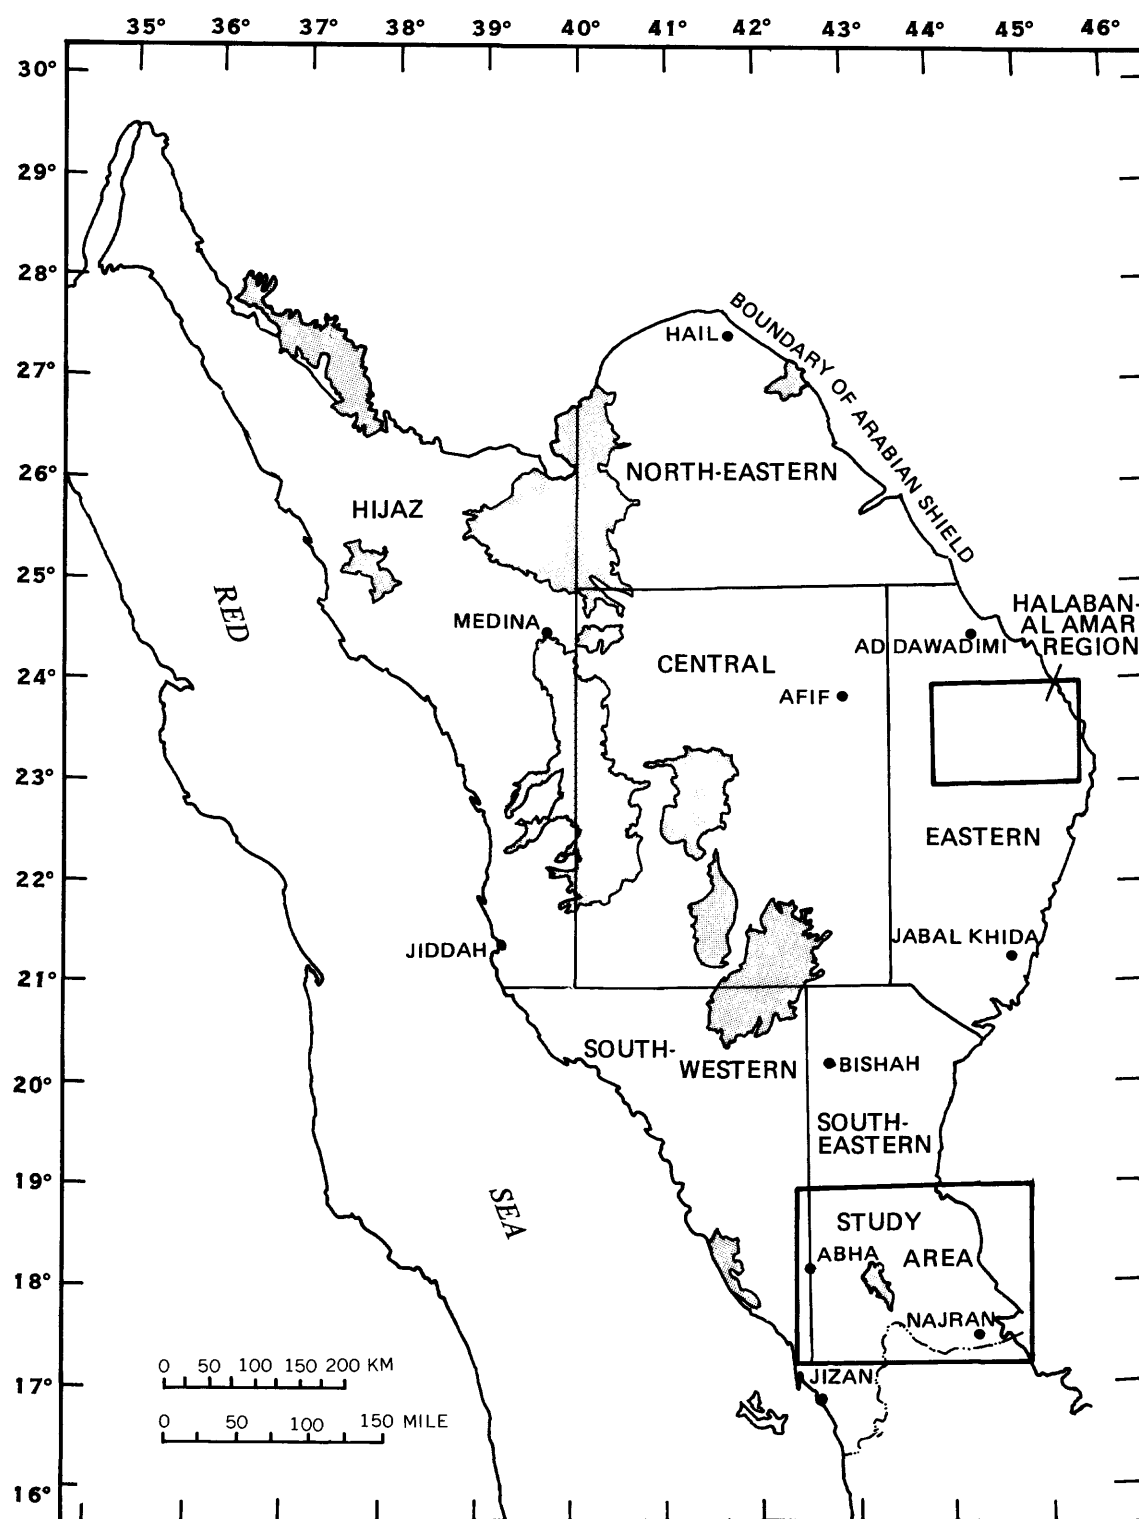 35° 36° 37° 38° 39° 40° 41° 42° 43° 44° 45° 46°
30°
29°
28°
BOUNDARY OF ARABIAN SHIELD
HAIL
27°
26°
NORTH-EASTERN
HIJAZ
25°
RED
HALABAN-
AL AMAR
REGION
MEDINA
AD DAWADIMI
CENTRAL
24°
AFIF
23°
EASTERN
22°
JABAL KHIDA
JIDDAH
21°
SOUTH-
WESTERN
BISHAH
20°
SOUTH-
EASTERN
19°
SEA
STUDY
AREA
ABHA
18°
NAJRAN
0 50 100 150 200 KM
JIZAN
17°
0 50 100 150 MILE
16°